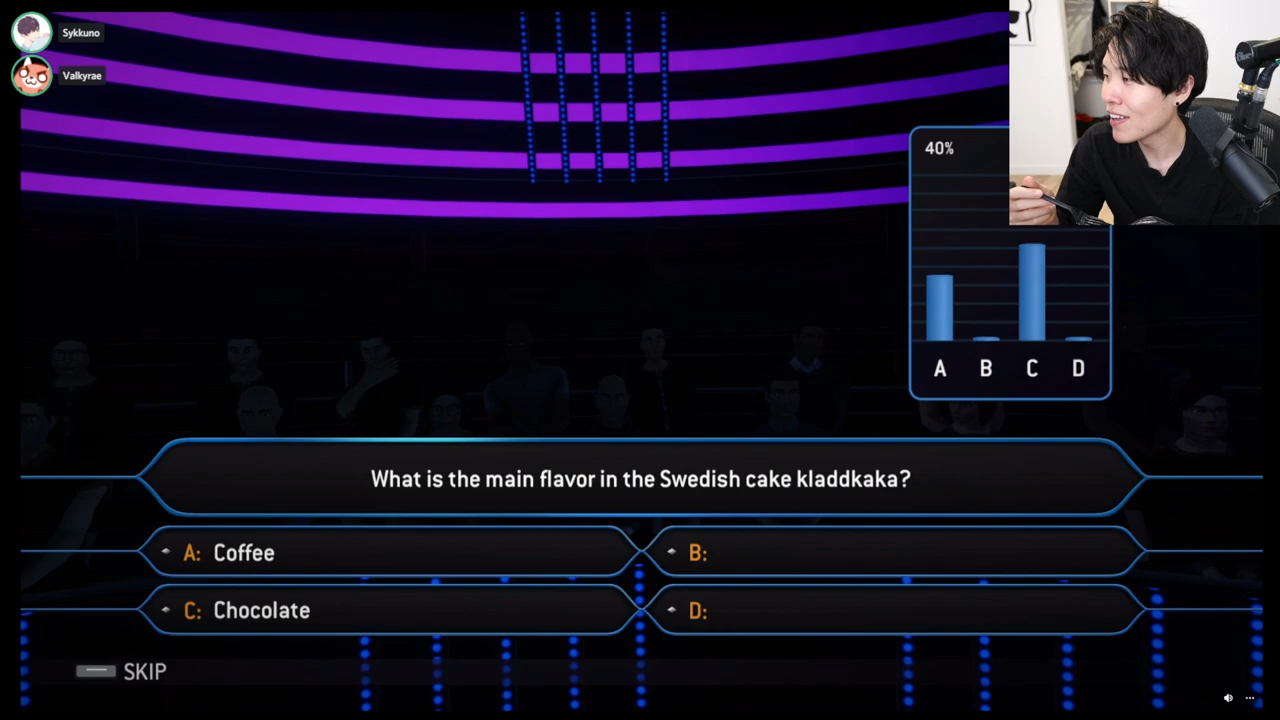 Sykkuno
Valkyrae
40%
A B C D
What is the main flavor in the Swedish cake kladdkaka?
A: Coffee
B:
C: Chocolate
D:
SKIP